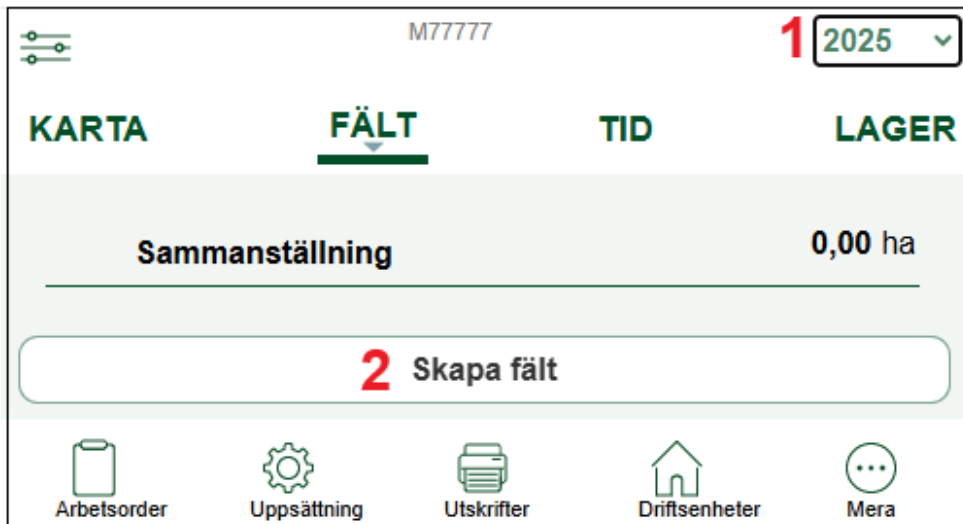 M77777
1 2025
KARTA FÄLT TID LAGER
Sammanställning 0,00 ha
2 Skapa fält
Arbetsorder Uppsättning Utskrifter Driftsenheter Mera